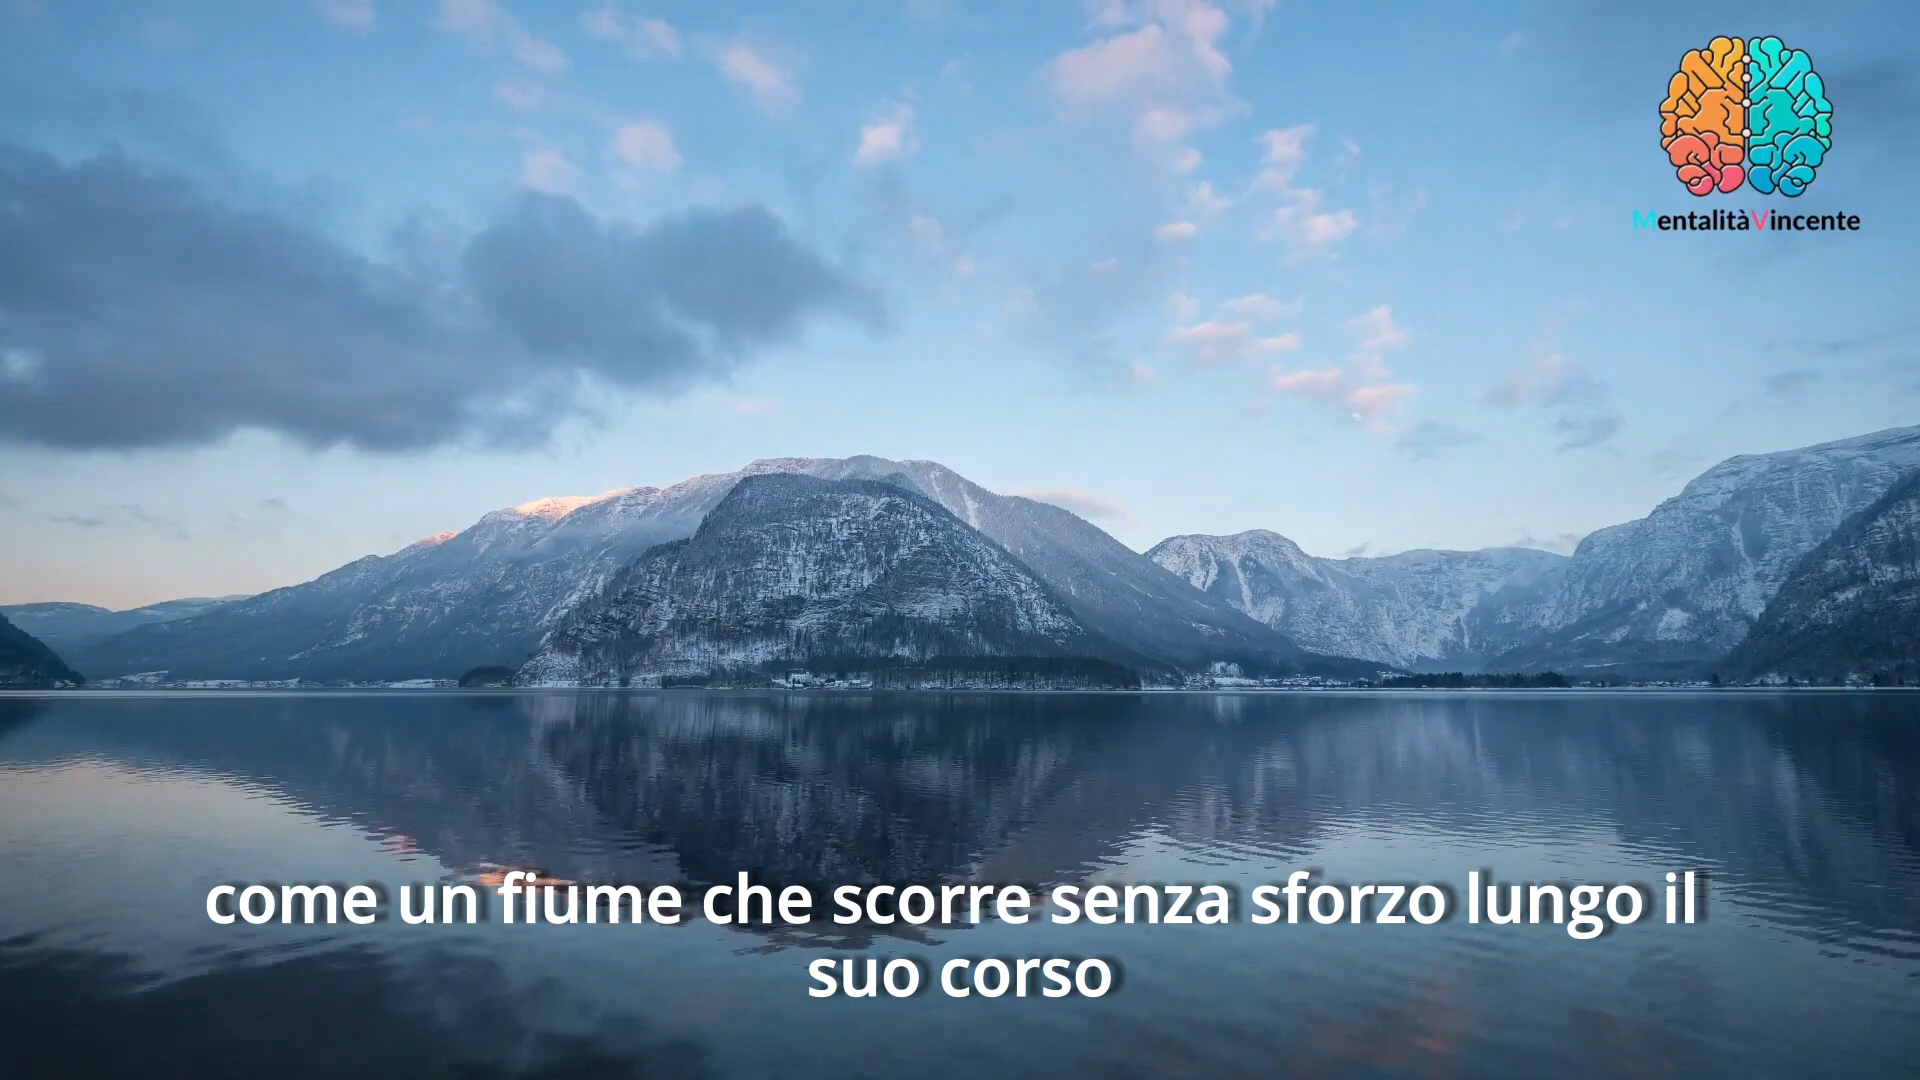 MentalitàVincente
come un fiume che scorre senza sforzo lungo il
suo corso